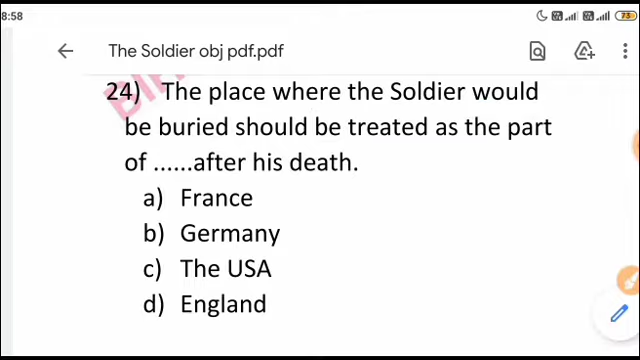 8:58
73
The Soldier obj pdf.pdf
24) The place where the Soldier would
be buried should be treated as the part
of ......after his death.
a) France
b) Germany
c) The USA
d) England